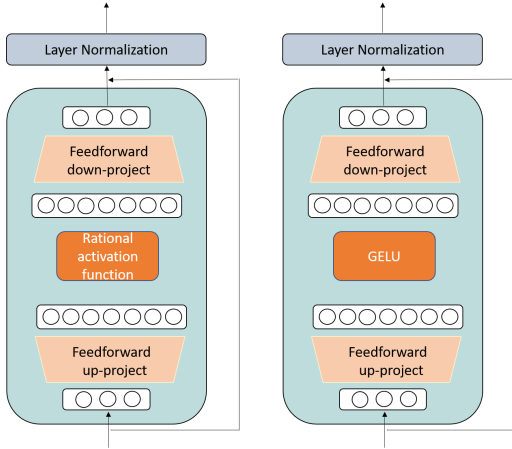 Layer Normalization
Feedforward
down-project
Rational
activation
function
Feedforward
up-project
Layer Normalization
Feedforward
down-project
GELU
Feedforward
up-project